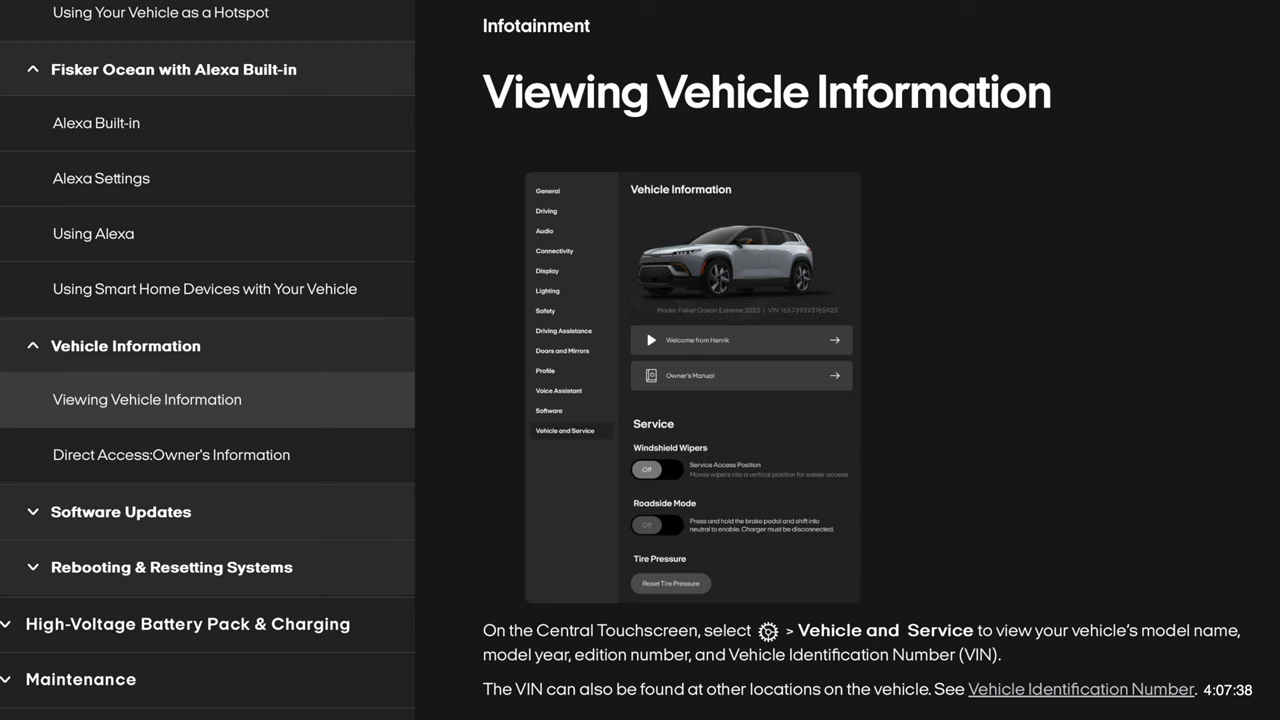 Using Your Vehicle as a Hotspot
Fisker Ocean with Alexa Built-in
Alexa Built-in
Alexa Settings
Using Alexa
Using Smart Home Devices with Your Vehicle
Vehicle Information
Viewing Vehicle Information
Direct Access:Owner's Information
Software Updates
Rebooting & Resetting Systems
High-Voltage Battery Pack & Charging
Maintenance
Infotainment
Viewing Vehicle Information
General
Driving
Audio
Connectivity
Display
Lighting
Safety
Driving Assistance
Doors and Mirrors
Profile
Voice Assistant
Software
Vehicle and Service
Vehicle Information
Model: Fisker Ocean Extreme 2023 | VIN: 165739393765923
Welcome from Henrik
Owner's Manual
Service
Windshield Wipers
Off
Service Access Position
Moves wipers into a vertical position for easier access
Roadside Mode
Off
Press and hold the brake pedal and shift into
neutral to enable. Charger must be disconnected.
Tire Pressure
Reset Tire Pressure
On the Central Touchscreen, select > Vehicle and Service to view your vehicle's model name,
model year, edition number, and Vehicle Identification Number (VIN).
The VIN can also be found at other locations on the vehicle. See Vehicle Identification Number.
4:07:38